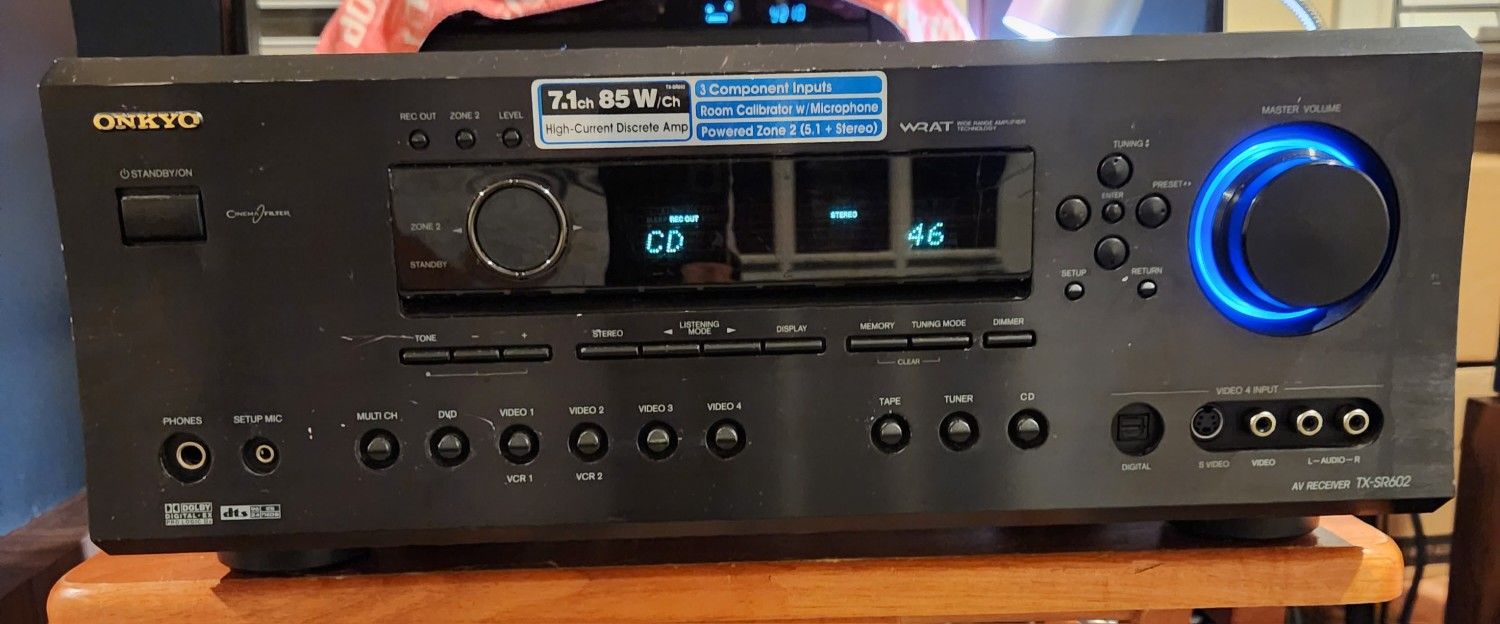 OP
ONKYO
STANDBY/ON
CINEMA FILTER
REC OUT
ZONE 2
LEVEL
7.1ch 85 W/Ch
High-Current Discrete Amp
3 Component Inputs
Room Calibrator w/Microphone
Powered Zone 2 (5.1 + Stereo)
WRAT WIDE RANGE AMPLIFIER
TECHNOLOGY
TUNING
PRESET
ENTER
SETUP
RETURN
MASTER VOLUME
ZONE 2
STANDBY
REC OUT
CD
STEREO
46
TONE
-
+
STEREO
LISTENING
MODE
DISPLAY
MEMORY
TUNING MODE
CLEAR
DIMMER
PHONES
SETUP MIC
MULTI CH
DVD
VIDEO 1
VCR 1
VIDEO 2
VCR 2
VIDEO 3
VIDEO 4
TAPE
TUNER
CD
VIDEO 4 INPUT
DIGITAL
S VIDEO
VIDEO
L-AUDIO-R
DOLBY
DIGITAL·EX
PRO LOGIC IIx
dts
AV RECEIVER TX-SR602